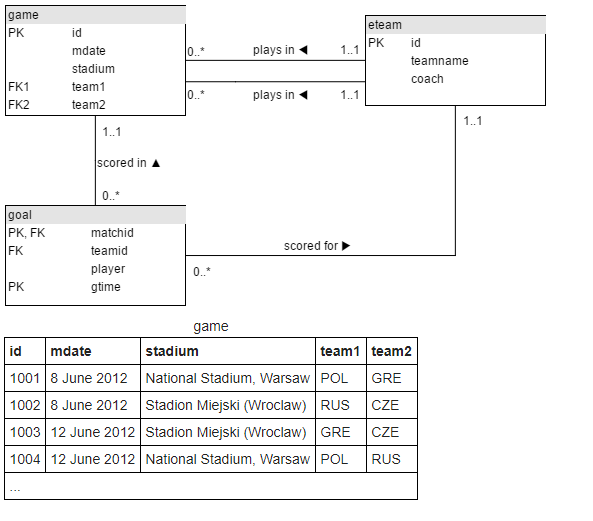 game
PK id
mdate
stadium
FK1 team1
FK2 team2
0..* plays in ◀ 1..1
0..* plays in ◀ 1..1
eteam
PK id
teamname
coach
1..1
1..1
scored in ▲
0..*
goal
PK, FK matchid
FK teamid
player
PK gtime
scored for ▶
0..*
game
id mdate stadium team1 team2
1001 8 June 2012 National Stadium, Warsaw POL GRE
1002 8 June 2012 Stadion Miejski (Wroclaw) RUS CZE
1003 12 June 2012 Stadion Miejski (Wroclaw) GRE CZE
1004 12 June 2012 National Stadium, Warsaw POL RUS
...